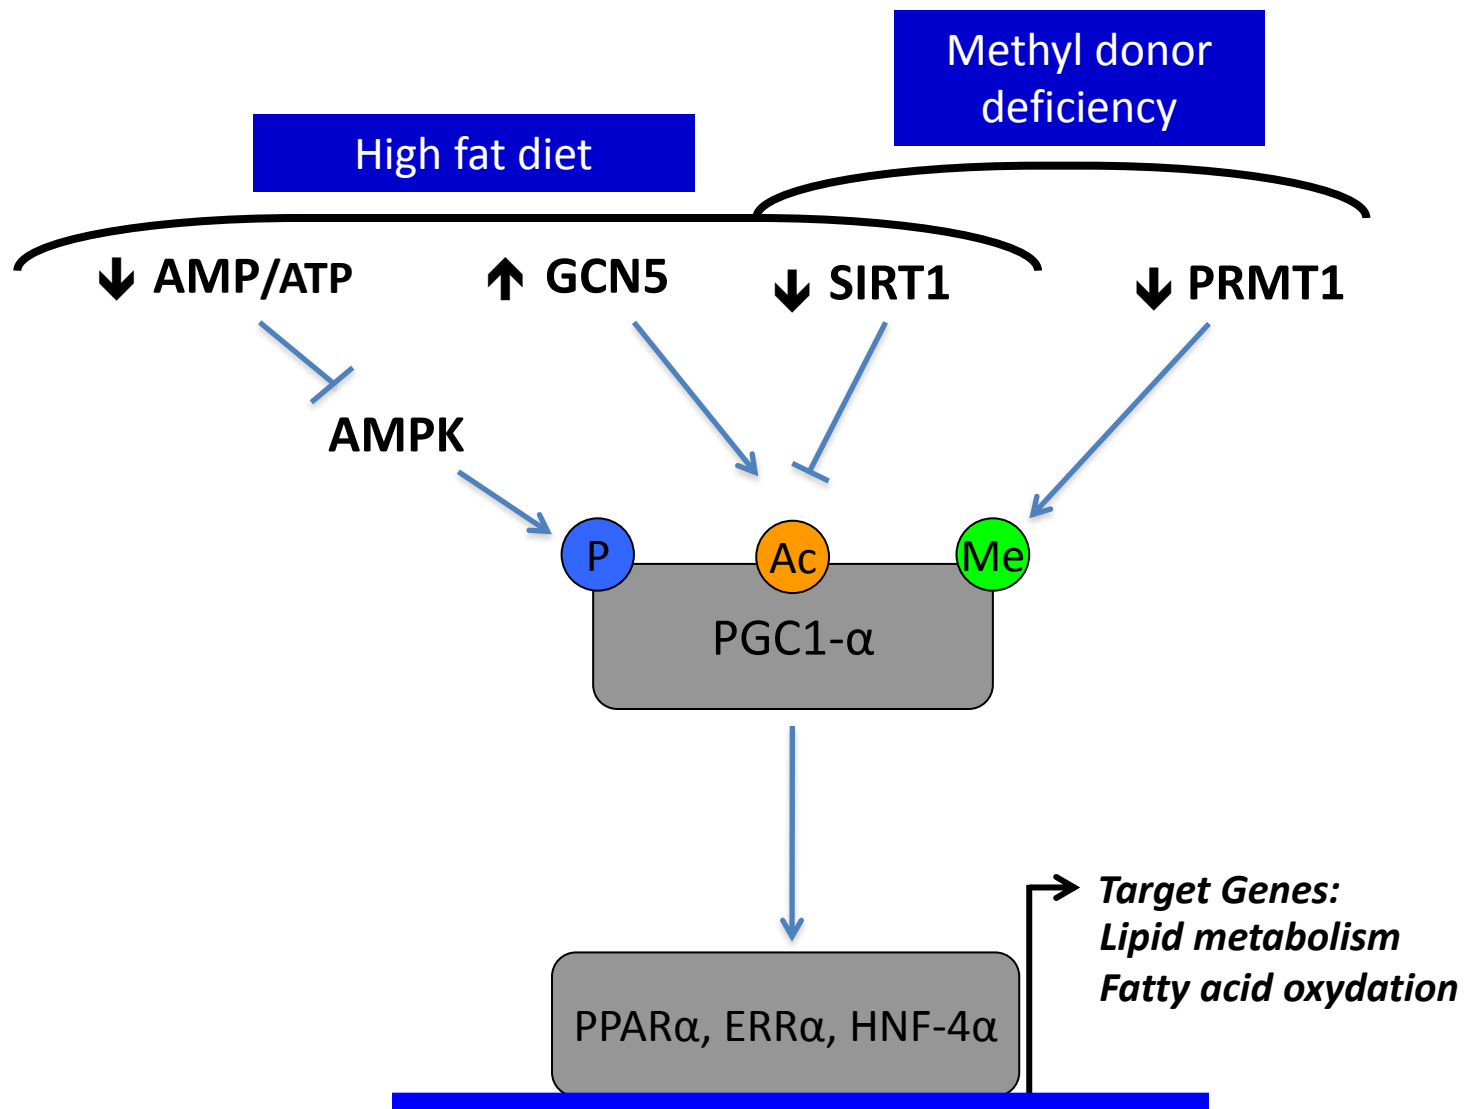 Methyl donor
deficiency
High fat diet
🡫 AMP/ATP
🡩 GCN5
🡫 SIRT1
🡫 PRMT1
AMPK
P
Ac
Me
PGC1-α
Target Genes:
Lipid metabolism
Fatty acid oxydation
PPARα, ERRα, HNF-4α